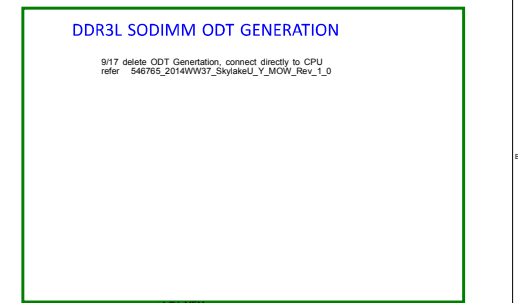 DDR3L SODIMM ODT GENERATION
9/17 delete ODT Genertation, connect directly to CPU
refer 546765_2014WW37_SkylakeU_Y_MOW_Rev_1_0
E